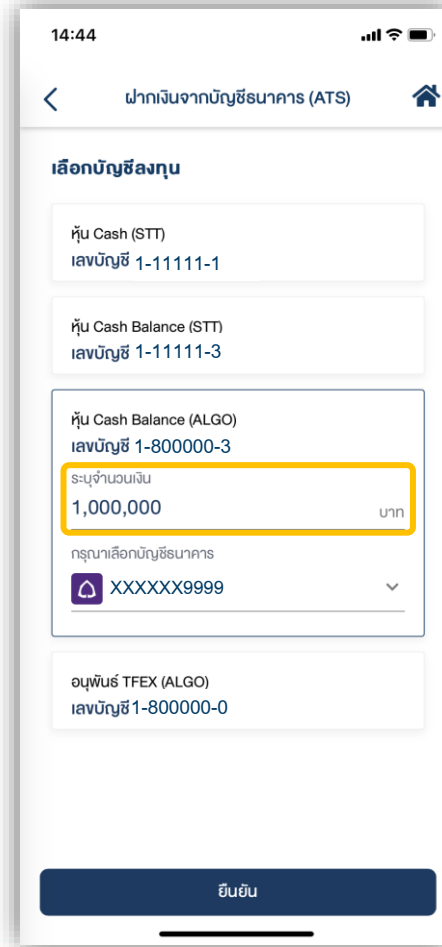 14:44
ฝากเงินจากบัญชีธนาคาร (ATS)
เลือกบัญชีลงทุน
หุ้น Cash (STT)
เลขบัญชี 1-11111-1
หุ้น Cash Balance (STT)
เลขบัญชี 1-11111-3
หุ้น Cash Balance (ALGO)
เลขบัญชี 1-800000-3
ระบุจำนวนเงิน
1,000,000 บาท
กรุณาเลือกบัญชีธนาคาร
XXXXXX9999
อนุพันธ์ TFEX (ALGO)
เลขบัญชี 1-800000-0
ยืนยัน